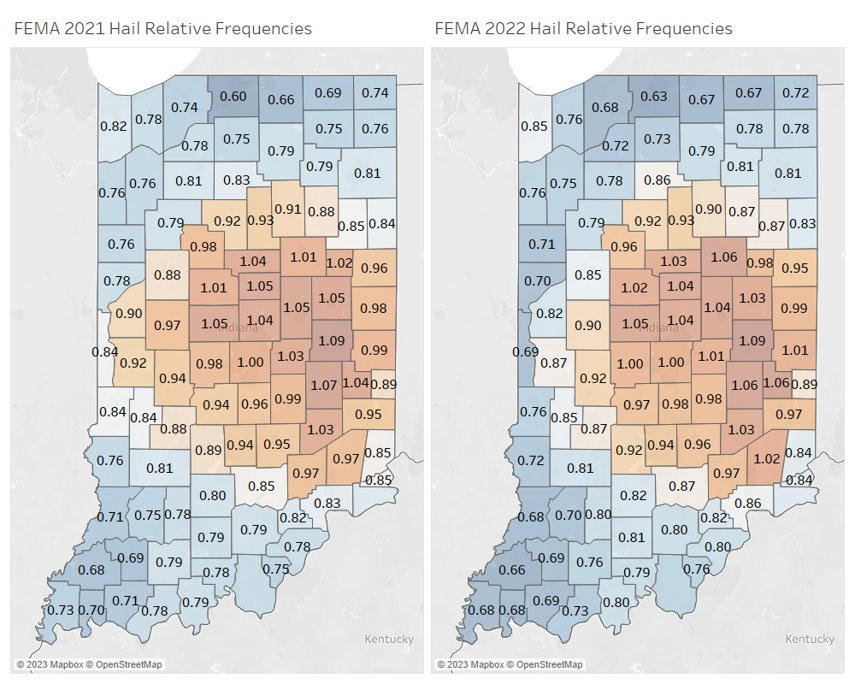 FEMA 2021 Hail Relative Frequencies
0.60 0.66 0.69 0.74
0.82 0.78 0.74
0.75 0.76
0.78 0.75 0.79
0.79 0.81
0.76 0.76 0.81 0.83
0.91 0.88
0.79 0.92 0.93 0.85 0.84
0.76 0.98
1.04 1.01 1.02 0.96
0.78 0.88 1.01 1.05
1.05 1.05 0.98
0.90 0.97 1.05 1.04
Indiana
1.09 0.99
0.84 0.92 0.98 1.00 1.03
0.94 1.07 1.04 0.89
0.84 0.84 0.94 0.96 0.99 0.95
0.88 1.03
0.76 0.81 0.89 0.94 0.95 0.97 0.97 0.85
0.80 0.85 0.85
0.71 0.75 0.78 0.82 0.83
0.79 0.79 0.78
0.68 0.69 0.79 0.78 0.75
0.73 0.70 0.71 0.78 0.79
Kentucky
© 2023 Mapbox © OpenStreetMap
FEMA 2022 Hail Relative Frequencies
0.63 0.67 0.67 0.72
0.85 0.76 0.68
0.78 0.78
0.72 0.73 0.79
0.81 0.81
0.76 0.75 0.78 0.86
0.90 0.87
0.79 0.92 0.93 0.87 0.83
0.71 0.96
1.03 1.06 0.98 0.95
0.70 0.85 1.02 1.04
1.04 1.03 0.99
0.82 0.90 1.05 1.04
Indiana
1.09 1.01
0.69 0.87 1.00 1.00 1.01
0.92 1.06 1.06 0.89
0.76 0.85 0.97 0.98 0.98 0.97
0.87 1.03
0.72 0.81 0.92 0.94 0.96 0.97 1.02 0.84
0.82 0.87 0.84
0.68 0.70 0.80 0.82 0.86
0.81 0.80 0.80
0.66 0.69 0.76 0.79 0.76
0.68 0.68 0.69 0.73 0.80
Kentucky
© 2023 Mapbox © OpenStreetMap